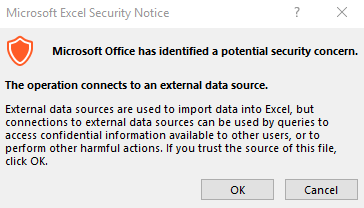 Microsoft Excel Security Notice ? ×
Microsoft Office has identified a potential security concern.
The operation connects to an external data source.
External data sources are used to import data into Excel, but
connections to external data sources can be used by queries to
access confidential information available to other users, or to
perform other harmful actions. If you trust the source of this file,
click OK.
OK Cancel